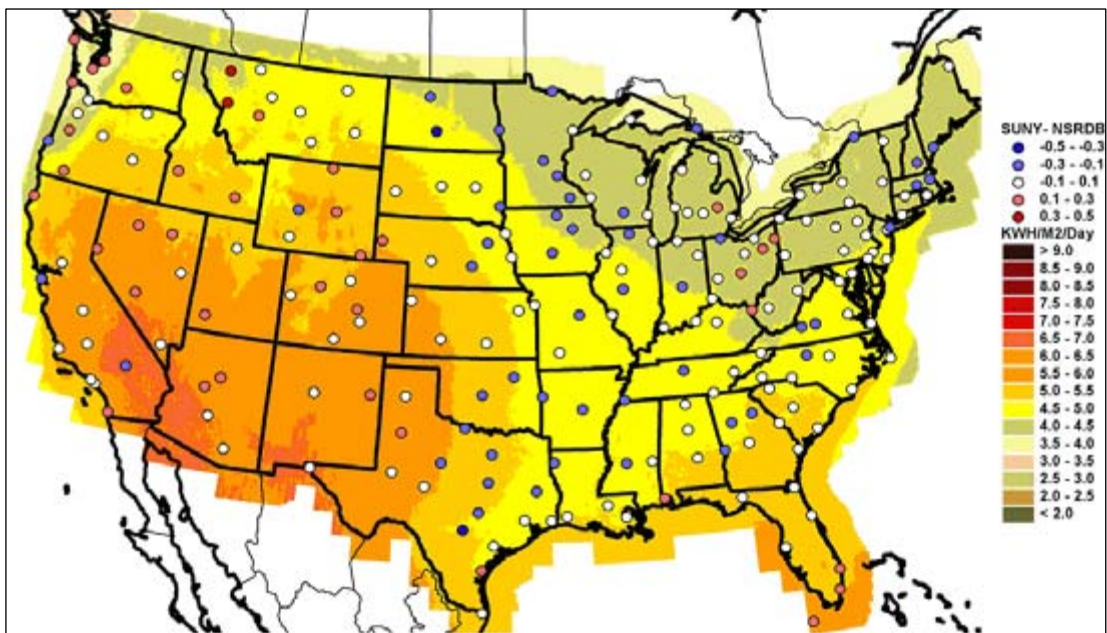 SUNY- NSRDB
-0.5 - -0.3
-0.3 - -0.1
-0.1 - 0.1
0.1 - 0.3
0.3 - 0.5
KWH/M2/Day
> 9.0
8.5 - 9.0
8.0 - 8.5
7.5 - 8.0
7.0 - 7.5
6.5 - 7.0
6.0 - 6.5
5.5 - 6.0
5.0 - 5.5
4.5 - 5.0
4.0 - 4.5
3.5 - 4.0
3.0 - 3.5
2.5 - 3.0
2.0 - 2.5
< 2.0